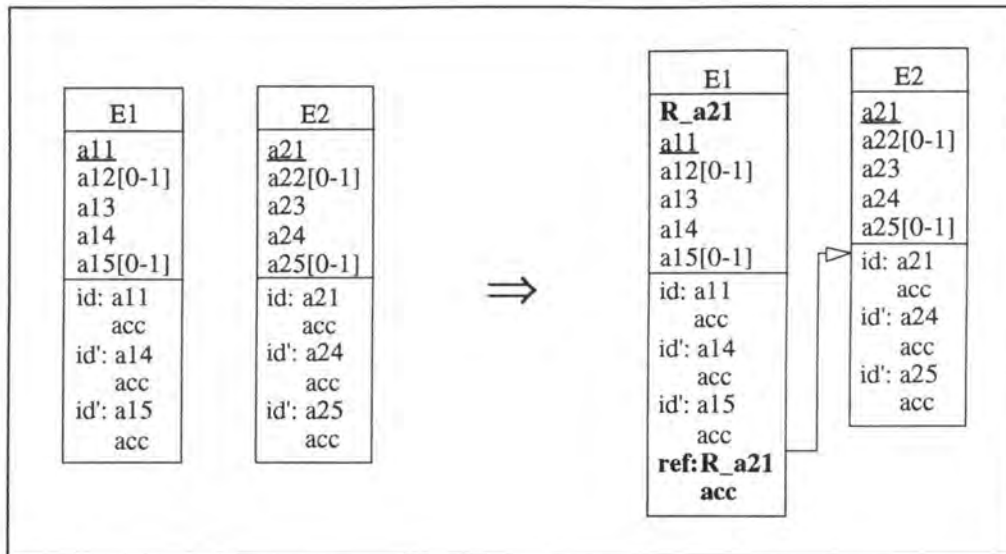 E1
a11
a12[0-1]
a13
a14
a15[0-1]
id: a11
acc
id': a14
acc
id': a15
acc
E2
a21
a22[0-1]
a23
a24
a25[0-1]
id: a21
acc
id': a24
acc
id': a25
acc
⇒
E1
R_a21
a11
a12[0-1]
a13
a14
a15[0-1]
id: a11
acc
id': a14
acc
id': a15
acc
ref:R_a21
acc
E2
a21
a22[0-1]
a23
a24
a25[0-1]
id: a21
acc
id': a24
acc
id': a25
acc